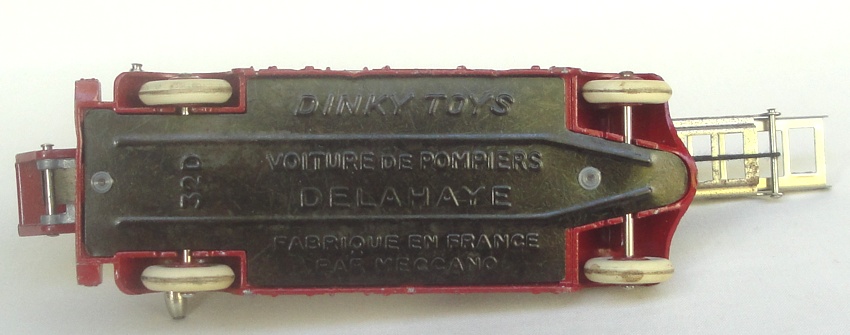 DINKY TOYS
VOITURE DE POMPIERS
32D
DELAHAYE
FABRIQUE EN FRANCE
PAR MECCANO